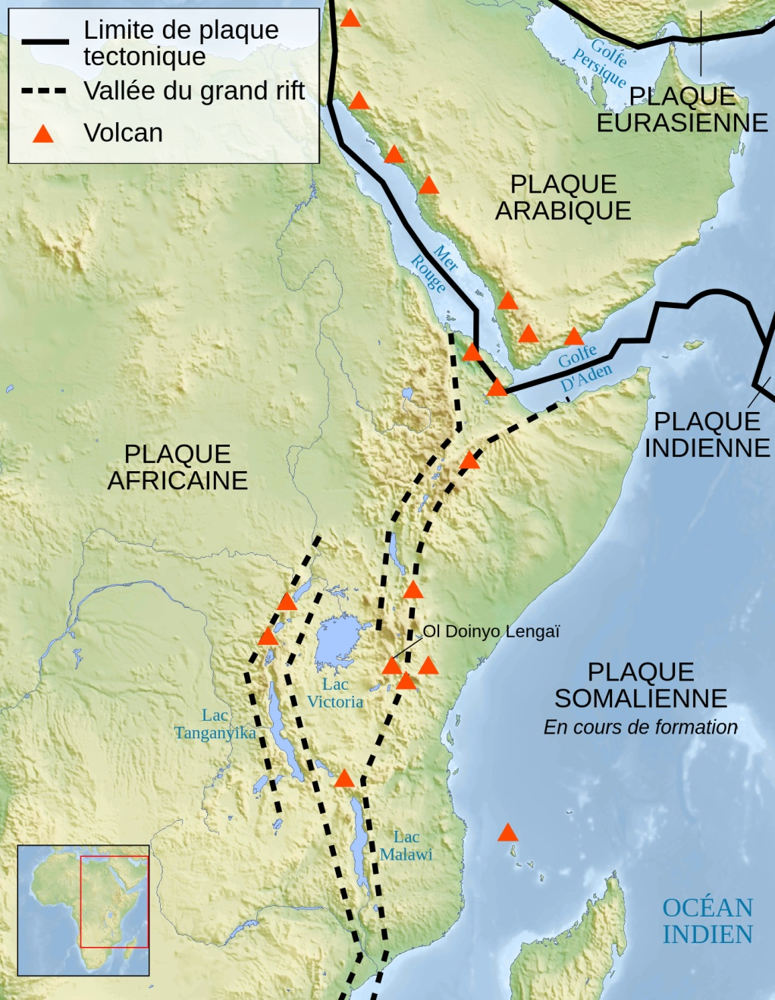 Limite de plaque
tectonique
Vallée du grand rift
Volcan
Golfe
Persique
PLAQUE
EURASIENNE
PLAQUE
ARABIQUE
Mer
Rouge
Golfe
D'Aden
PLAQUE
INDIENNE
PLAQUE
AFRICAINE
Ol Doinyo Lengaï
Lac
Victoria
PLAQUE
SOMALIENNE
En cours de formation
Lac
Tanganyika
Lac
Malawi
OCÉAN
INDIEN